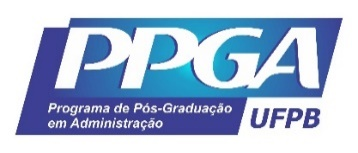 PPGA
Programa de Pós-Graduação
em Administração
UFPB